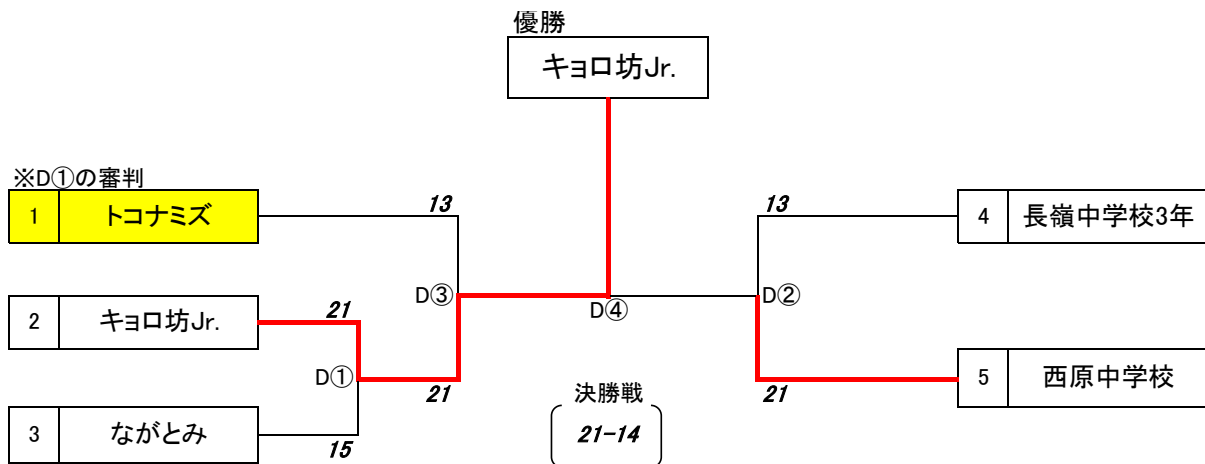 優勝
キョロ坊Jr.
※D①の審判
1 トコナミズ
13
13
4 長嶺中学校3年
D③
D②
2 キョロ坊Jr.
21
D④
D①
21
決勝戦
21
5 西原中学校
21-14
3 ながとみ
15